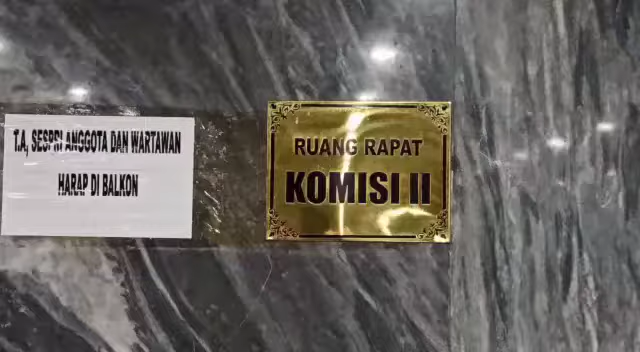 T.A, SESPRI ANGGOTA DAN WARTAWAN
HARAP DI BALKON
RUANG RAPAT
KOMISI II